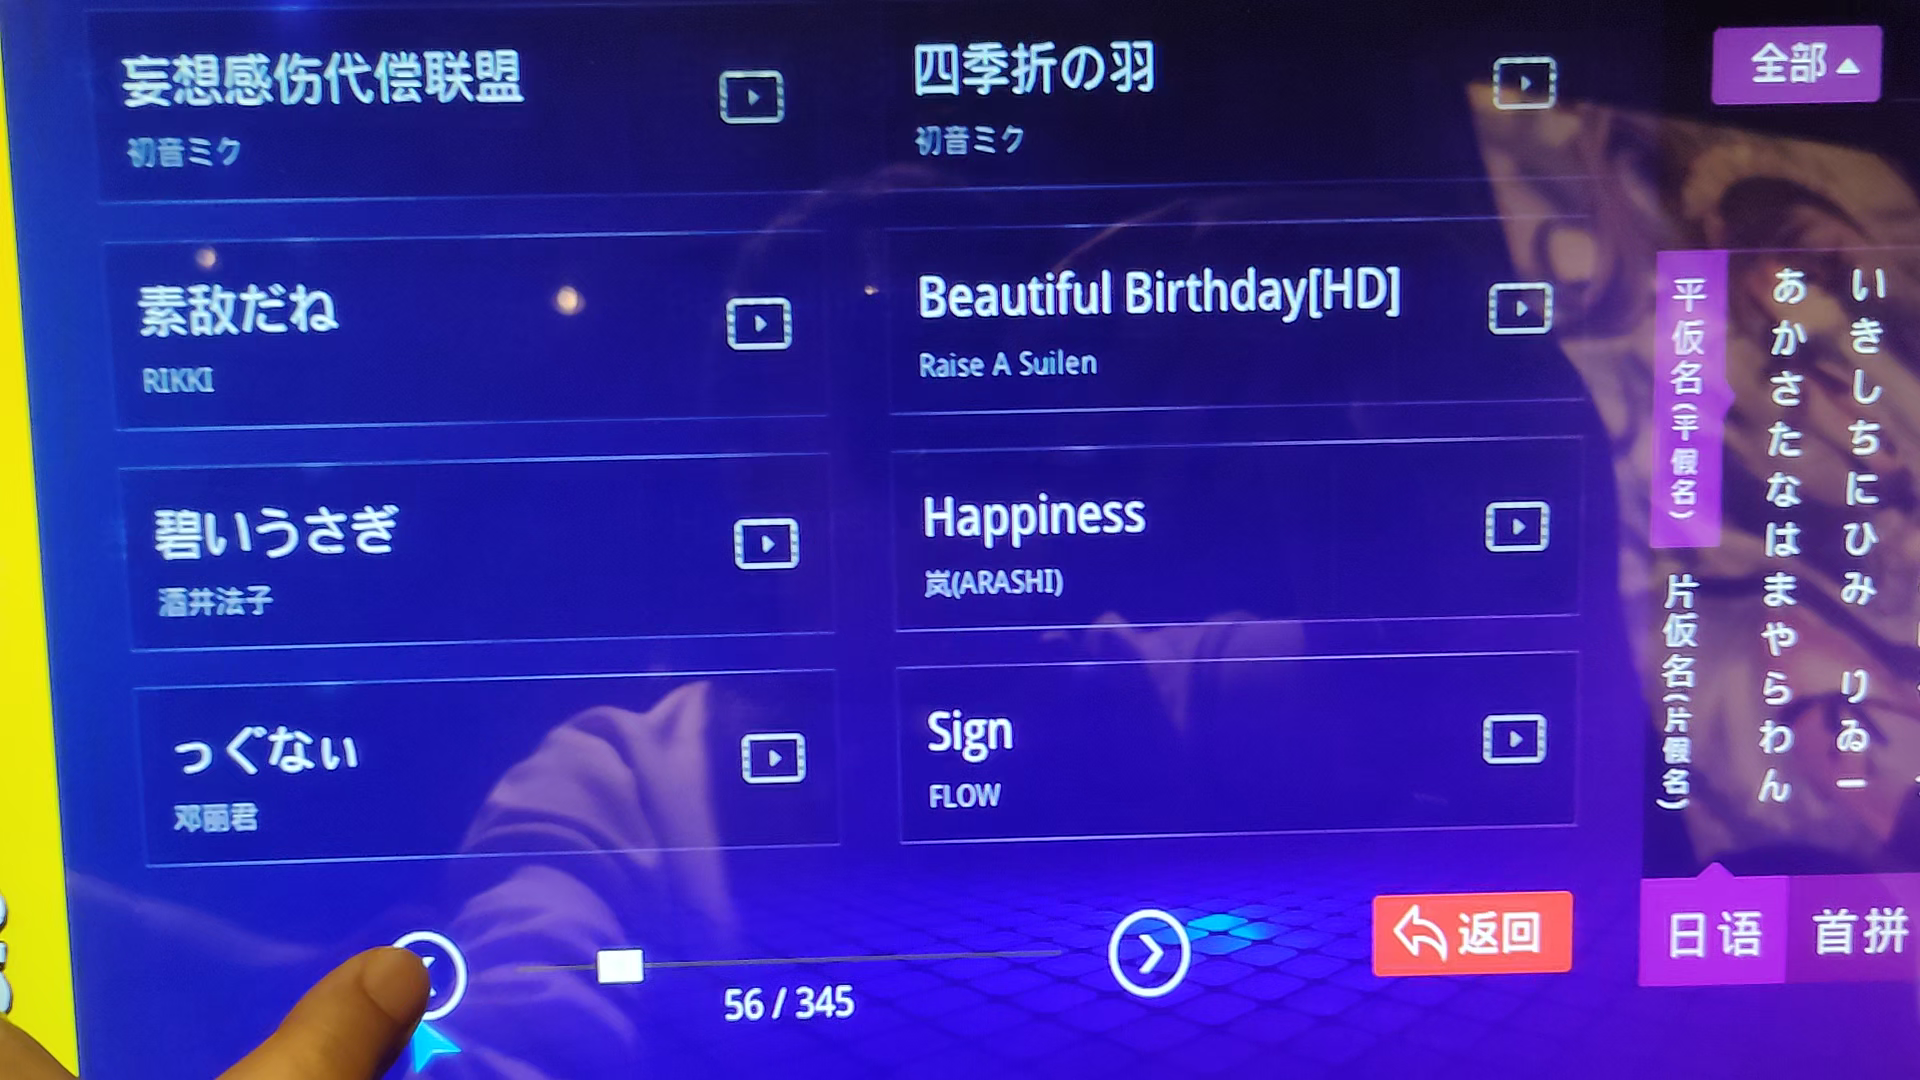 妄想感伤代偿联盟
初音ミク
四季折の羽
初音ミク
素敌だね
RIKKI
Beautiful Birthday[HD]
Raise A Suilen
碧いうさぎ
酒井法子
Happiness
岚(ARASHI)
っぐない
邓丽君
Sign
FLOW
56 / 345
返回
全部
平仮名(平假名)
片仮名(片假名)
あかさたなはまやらわん
いきしちにひみ りゐー
日语
首拼